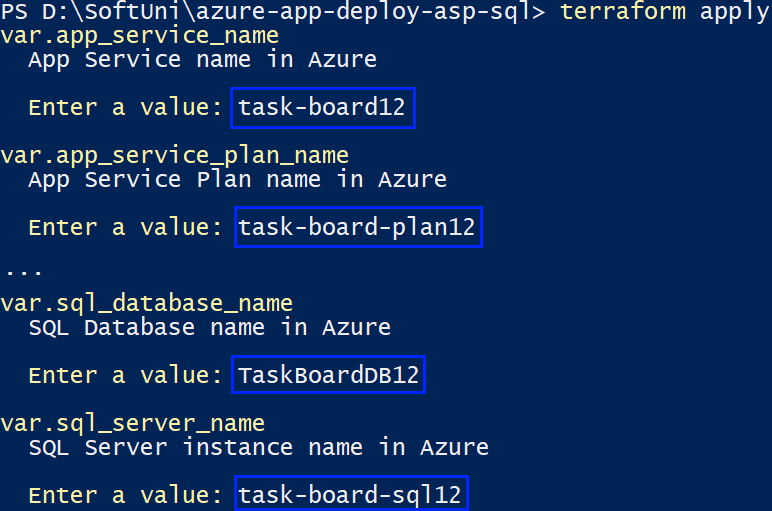 PS D:\SoftUni\azure-app-deploy-asp-sql> terraform apply
var.app_service_name
App Service name in Azure
Enter a value: task-board12
var.app_service_plan_name
App Service Plan name in Azure
Enter a value: task-board-plan12
...
var.sql_database_name
SQL Database name in Azure
Enter a value: TaskBoardDB12
var.sql_server_name
SQL Server instance name in Azure
Enter a value: task-board-sql12